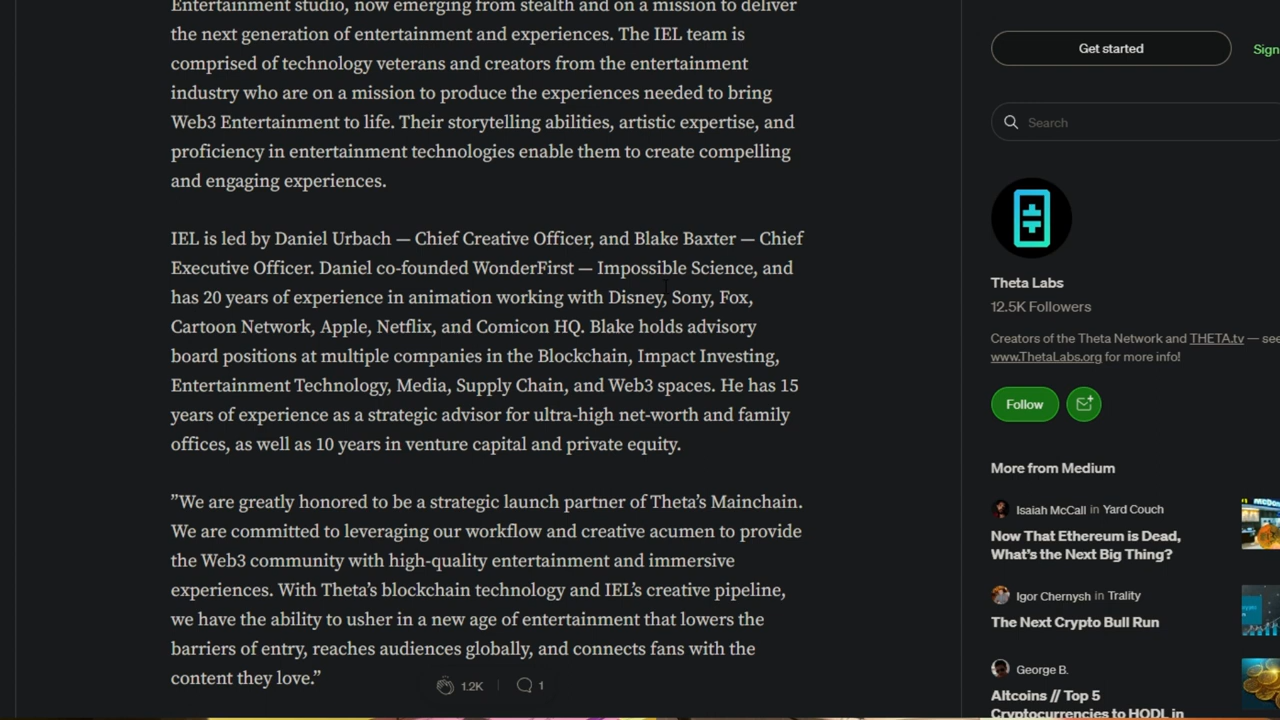 Entertainment studio, now emerging from stealth and on a mission to deliver
the next generation of entertainment and experiences. The IEL team is
comprised of technology veterans and creators from the entertainment
industry who are on a mission to produce the experiences needed to bring
Web3 Entertainment to life. Their storytelling abilities, artistic expertise, and
proficiency in entertainment technologies enable them to create compelling
and engaging experiences.
IEL is led by Daniel Urbach — Chief Creative Officer, and Blake Baxter — Chief
Executive Officer. Daniel co-founded WonderFirst — Impossible Science, and
has 20 years of experience in animation working with Disney, Sony, Fox,
Cartoon Network, Apple, Netflix, and Comicon HQ. Blake holds advisory
board positions at multiple companies in the Blockchain, Impact Investing,
Entertainment Technology, Media, Supply Chain, and Web3 spaces. He has 15
years of experience as a strategic advisor for ultra-high net-worth and family
offices, as well as 10 years in venture capital and private equity.
”We are greatly honored to be a strategic launch partner of Theta’s Mainchain.
We are committed to leveraging our workflow and creative acumen to provide
the Web3 community with high-quality entertainment and immersive
experiences. With Theta’s blockchain technology and IEL’s creative pipeline,
we have the ability to usher in a new age of entertainment that lowers the
barriers of entry, reaches audiences globally, and connects fans with the
content they love.”
1.2K
1
Get started
Sign
Search
Theta Labs
12.5K Followers
Creators of the Theta Network and THETA.tv — see
www.ThetaLabs.org for more info!
Follow
More from Medium
Isaiah McCall in Yard Couch
Now That Ethereum is Dead,
What’s the Next Big Thing?
Igor Chernysh in Trality
The Next Crypto Bull Run
George B.
Altcoins // Top 5
Cryptocurrencies to HODL in